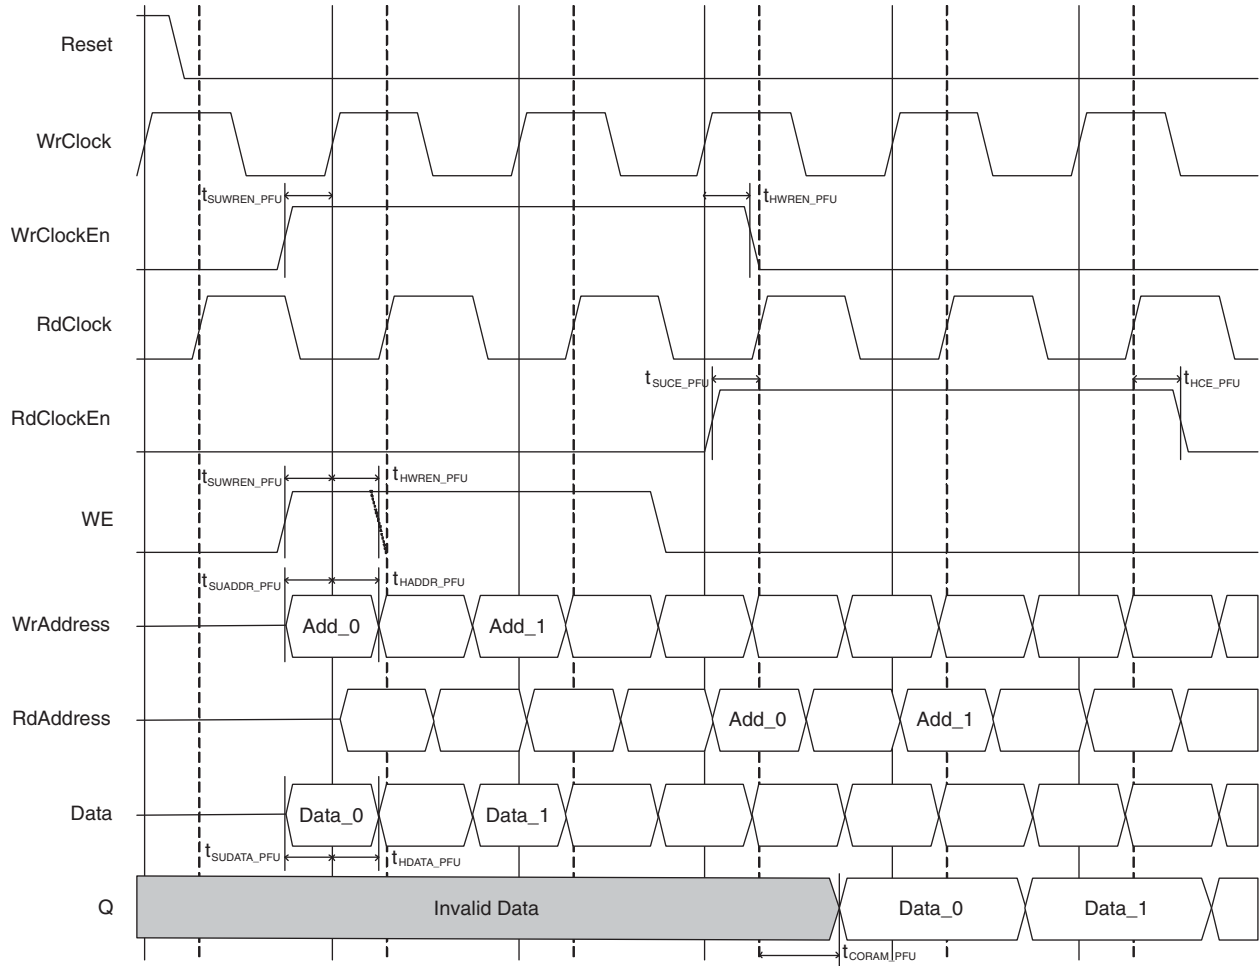 Reset
WrClock
tSUWREN_PFU tHWREN_PFU
WrClockEn
RdClock
tSUCE_PFU tHCE_PFU
RdClockEn
tSUWREN_PFU tHWREN_PFU
WE
tSUADDR_PFU tHADDR_PFU
WrAddress Add_0 Add_1
RdAddress Add_0 Add_1
Data Data_0 Data_1
tSUDATA_PFU tHDATA_PFU
Q Invalid Data Data_0 Data_1
tCORAM_PFU